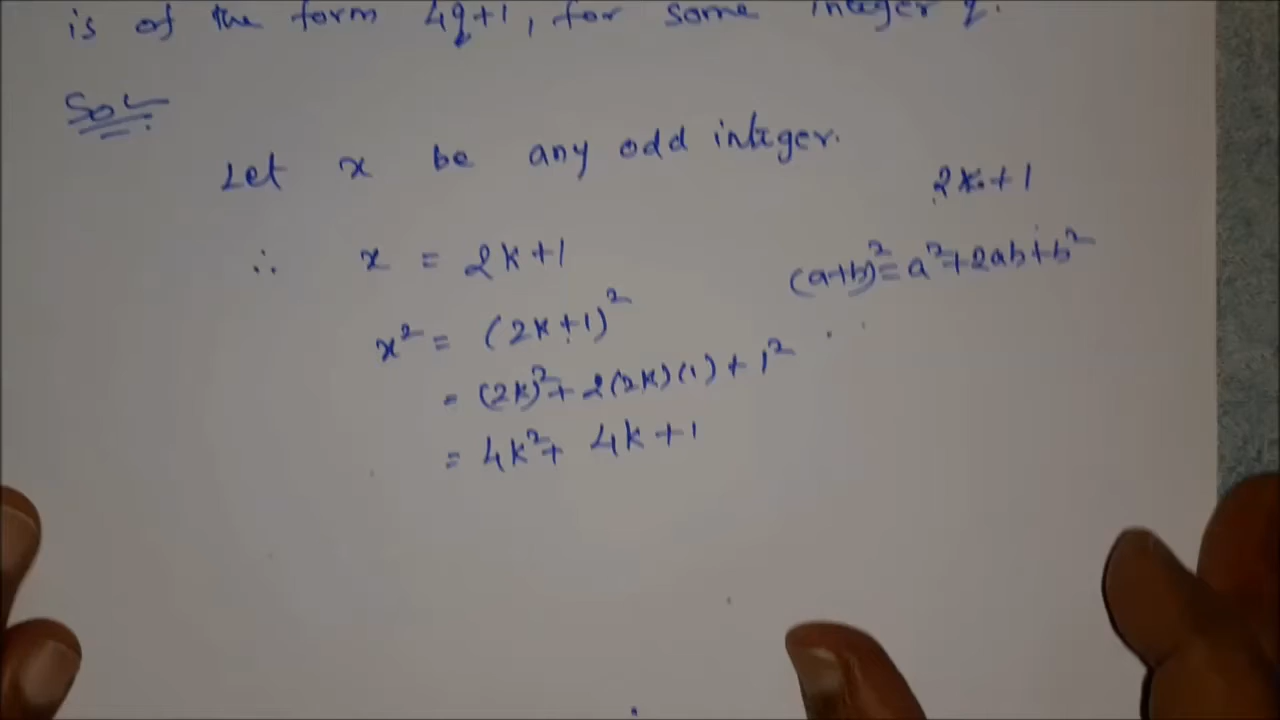 is of the form 4q+1, for some integer q.
Sol:
Let x be any odd integer.
2k+1
∴ x = 2k+1
(a+b)²=a²+2ab+b²
x² = (2k+1)²
= (2k)²+ 2(2k)(1) + 1²
= 4k²+ 4k+1